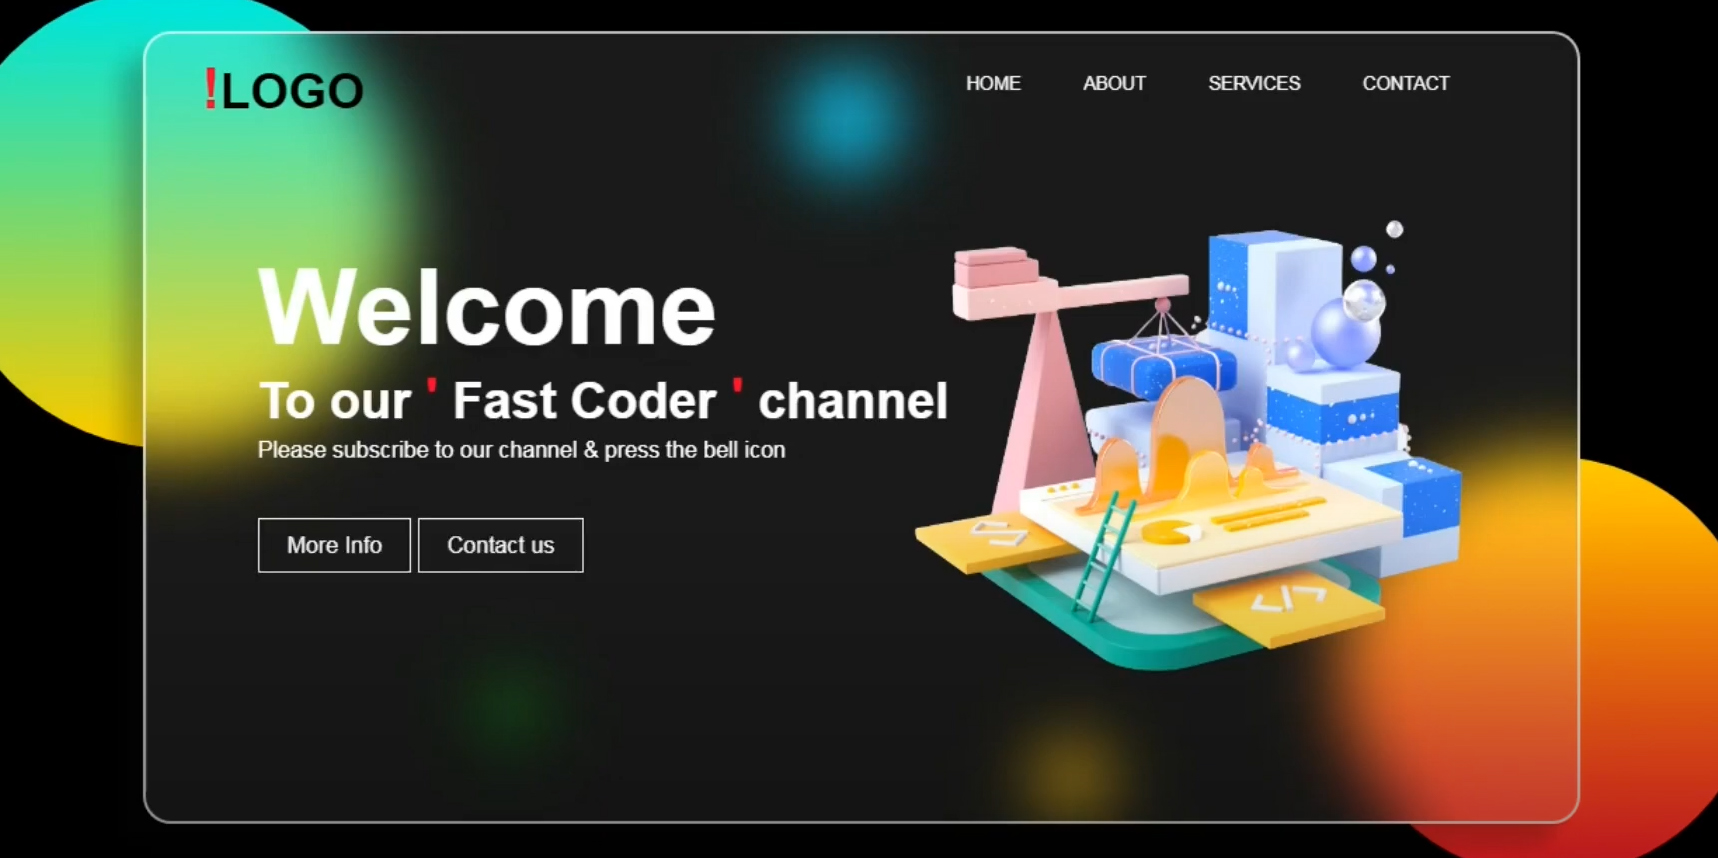 !LOGO
HOME ABOUT SERVICES CONTACT
Welcome
To our ' Fast Coder ' channel
Please subscribe to our channel & press the bell icon
More Info Contact us